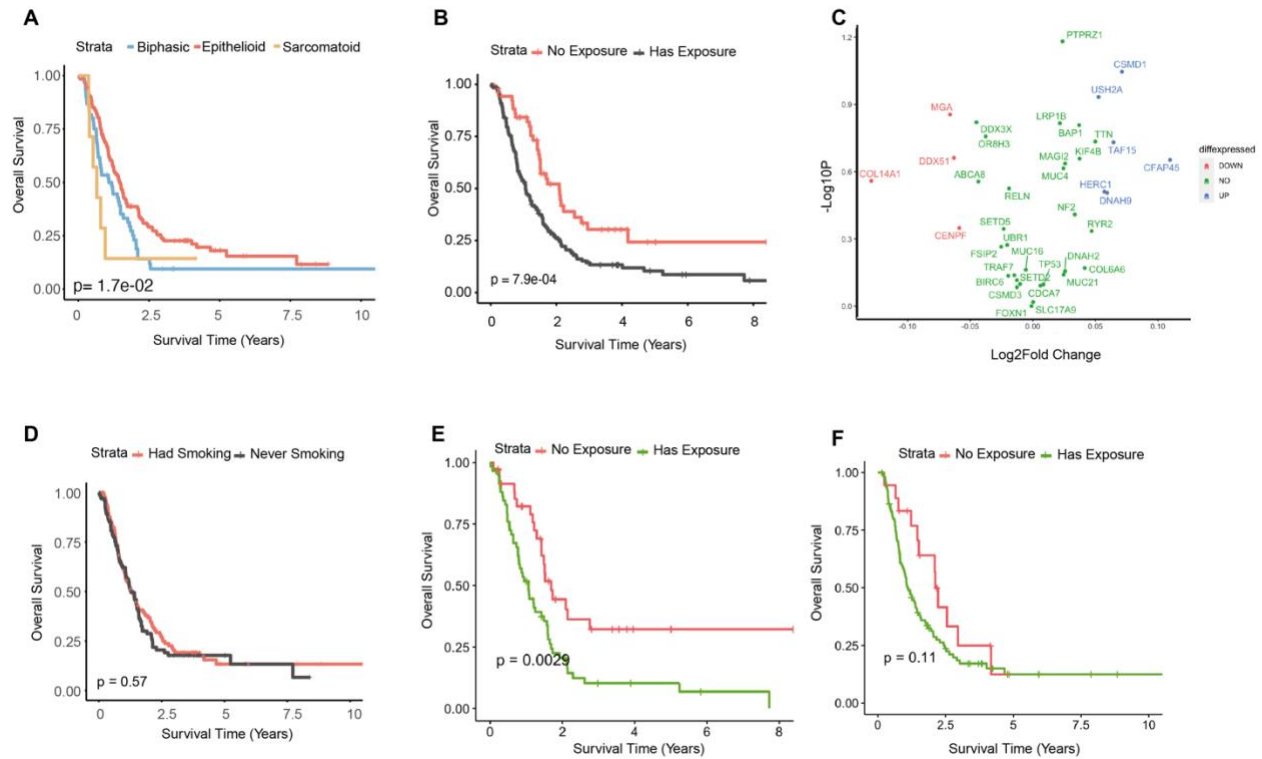 A
Strata Biphasic Epithelioid Sarcomatoid
1.00
0.75
0.50
0.25
0.00
Overall Survival
p= 1.7e-02
0 2.5 5 7.5 10
Survival Time (Years)
B
Strata No Exposure Has Exposure
1.00
0.75
0.50
0.25
0.00
Overall Survival
p = 7.9e-04
0 2 4 6 8
Survival Time (Years)
C
1.2
0.9
0.6
0.3
0.0
-Log10P
PTPRZ1
CSMD1
USH2A
MGA
LRP1B
DDX3X
BAP1
OR8H3
TTN
TAF15
KIF4B
MAGI2
DDX51
CFAP45
MUC4
COL14A1
ABCA8
RELN
HERC1
DNAH9
NF2
SETD5
RYR2
CENPF
UBR1
FSIP2
MUC16
DNAH2
TRAF7
TP53
COL6A6
BIRC6
SETD2
MUC21
CSMD3
CDCA7
FOXN1
SLC17A9
diffexpressed
DOWN
NO
UP
-0.10 -0.05 0.00 0.05 0.10
Log2Fold Change
D
Strata Had Smoking Never Smoking
1.00
0.75
0.50
0.25
0.00
Overall Survival
p = 0.57
0 2.5 5 7.5 10
Survival Time (Years)
E
Strata No Exposure Has Exposure
1.00
0.75
0.50
0.25
0.00
Overall Survival
p = 0.0029
0 2 4 6 8
Survival Time (Years)
F
Strata No Exposure Has Exposure
1.00
0.75
0.50
0.25
0.00
Overall Survival
p = 0.11
0 2.5 5 7.5 10
Survival Time (Years)